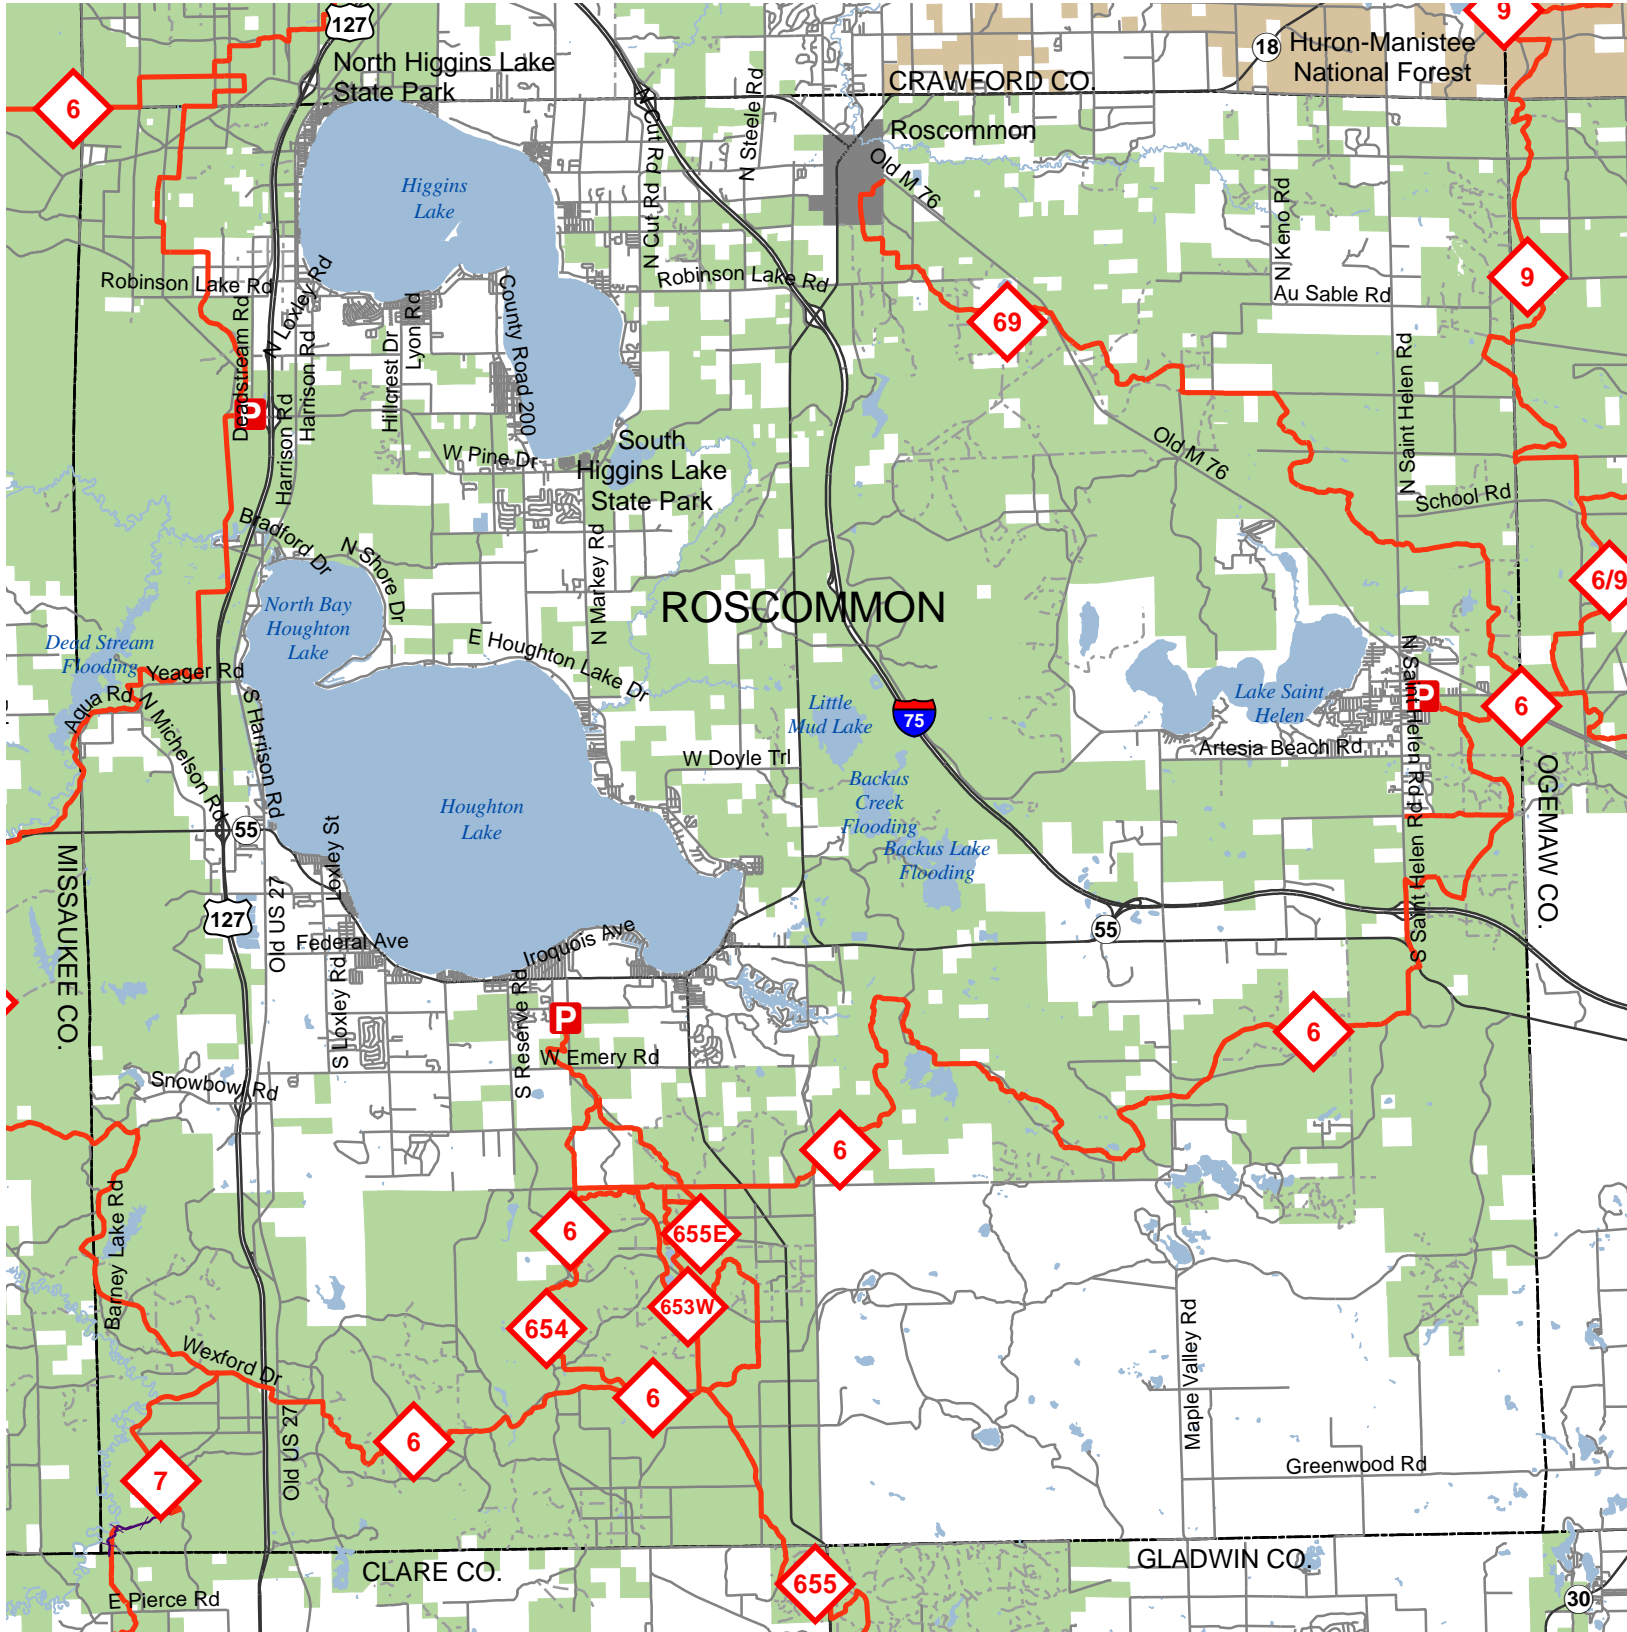 127
9
18
Huron-Manistee
National Forest
North Higgins Lake
State Park
CRAWFORD CO.
6
N Cut Rd
N Steele Rd
Roscommon
Old M 76
Higgins
Lake
N Cut Rd
N Keno Rd
Robinson Lake Rd
N Loxley Rd
Robinson Lake Rd
9
Au Sable Rd
County Road 200
Lyon Rd
69
Deadstream Rd
Harrison Rd
Hillcrest Dr
N Saint Helen Rd
P
Harrison Rd
South
Higgins Lake
State Park
W Pine Dr
Old M 76
School Rd
Bradford Dr
N Shore Dr
N Markey Rd
6/9
North Bay
Houghton
Lake
ROSCOMMON
Dead Stream
Flooding
E Houghton Lake Dr
Yeager Rd
Aqua Rd
N Michelson Rd
S Harrison Rd
Little
Mud Lake
75
Lake Saint
Helen
N Saint Helen Rd
P
6
Artesia Beach Rd
W Doyle Trl
Backus
Creek
Flooding
OGEMAW CO.
Houghton
Lake
55
Loxley St
Backus Lake
Flooding
MISSAUKEE CO.
127
Old US 27
Federal Ave
Iroquois Ave
55
S Saint Helen Rd
S Loxley Rd
S Reserve Rd
P
W Emery Rd
6
Snowbowl Rd
6
Barney Lake Rd
6
655E
653W
654
Maple Valley Rd
Wexford Dr
6
6
Old US 27
7
Greenwood Rd
CLARE CO.
GLADWIN CO.
655
E Pierce Rd
30